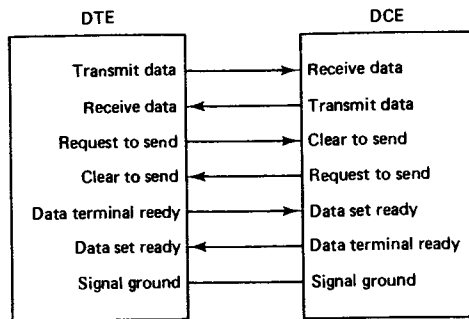 DTE DCE
Transmit data Receive data
Receive data Transmit data
Request to send Clear to send
Clear to send Request to send
Data terminal reedy Data set ready
Data set ready Data terminal ready
Signal ground Signal ground